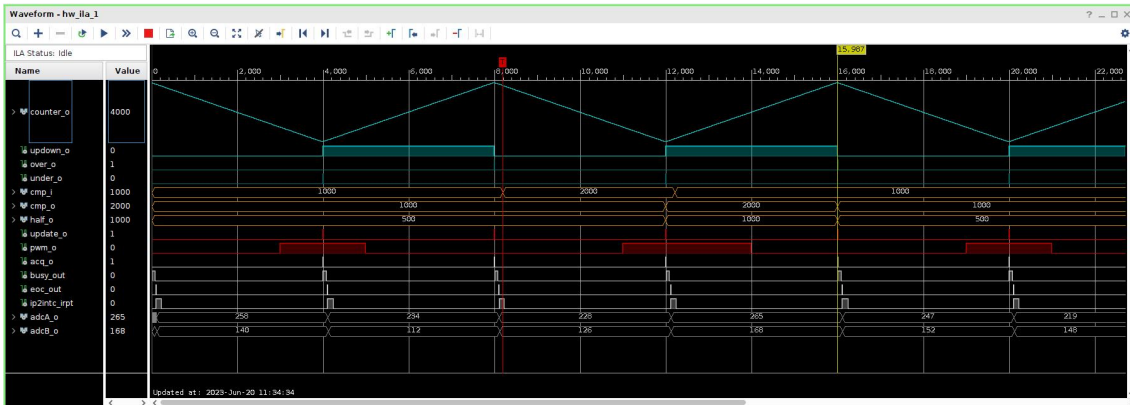 Waveform - hw_ila_1
ILA Status: Idle
15,987
Name Value 0 2,000 4,000 6,000 8,000 10,000 12,000 14,000 16,000 18,000 20,000 22,000
counter_o 4000
updown_o 0
over_o 1
under_o 0
cmp_i 1000 1000 2000 1000
cmp_o 2000 1000 2000 1000
half_o 1000 500 1000 500
update_o 1
pwm_o 0
acq_o 1
busy_out 0
eoc_out 0
ip2intc_irpt 0
adcA_o 265 258 234 228 265 247 219
adcB_o 168 140 112 126 168 152 148
Updated at: 2023-Jun-20 11:34:34